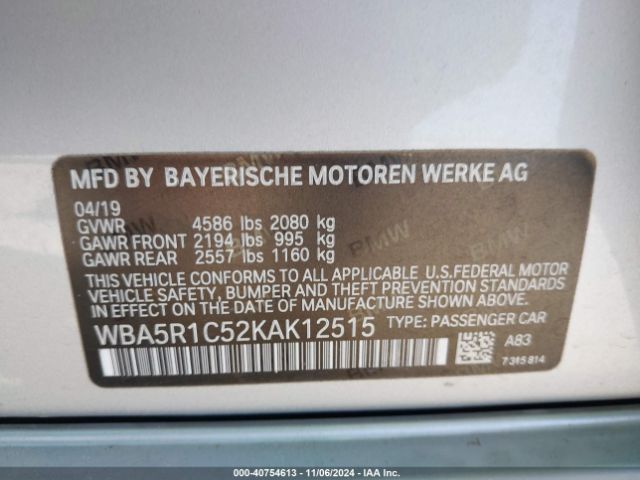 MFD BY BAYERISCHE MOTOREN WERKE AG
04/19
GVWR 4586 lbs 2080 kg
GAWR FRONT 2194 lbs 995 kg
GAWR REAR 2557 lbs 1160 kg
THIS VEHICLE CONFORMS TO ALL APPLICABLE U.S.FEDERAL MOTOR
VEHICLE SAFETY, BUMPER AND THEFT PREVENTION STANDARDS
IN EFFECT ON THE DATE OF MANUFACTURE SHOWN ABOVE.
WBA5R1C52KAK12515 TYPE: PASSENGER CAR
A83
7315814
000-40754613 - 11/06/2024 - IAA Inc.